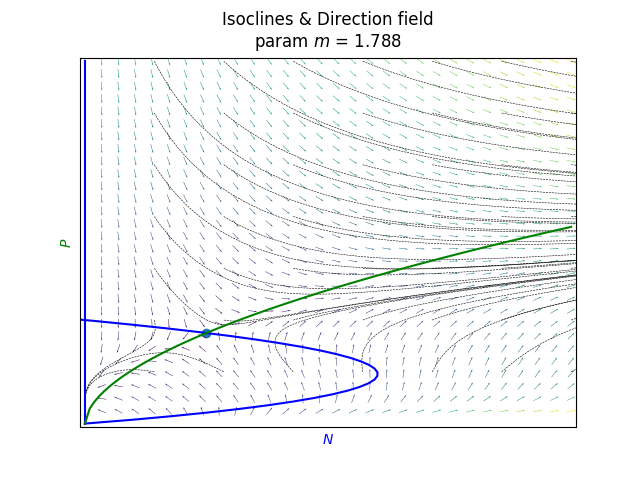 Isoclines & Direction field
param m = 1.788
P
N